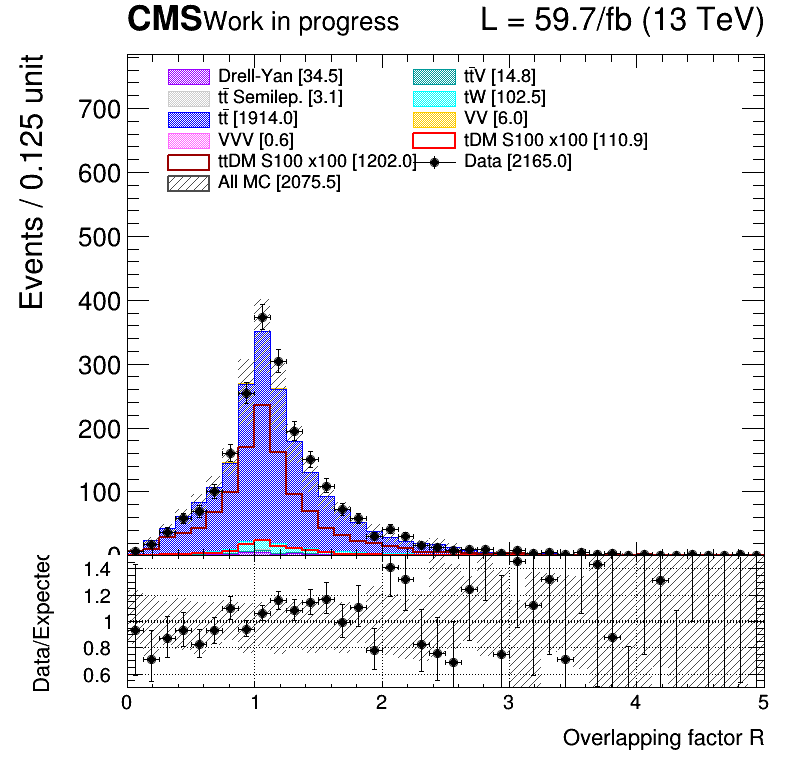 CMS Work in progress L = 59.7/fb (13 TeV)
Drell-Yan [34.5] tt̄V [14.8]
tt̄ Semilep. [3.1] tW [102.5]
tt̄ [1914.0] VV [6.0]
VVV [0.6] tDM S100 x100 [110.9]
ttDM S100 x100 [1202.0] Data [2165.0]
All MC [2075.5]
Events / 0.125 unit
700
600
500
400
300
200
100
0
Data/Expected
1.4
1.2
1
0.8
0.6
0 1 2 3 4 5
Overlapping factor R